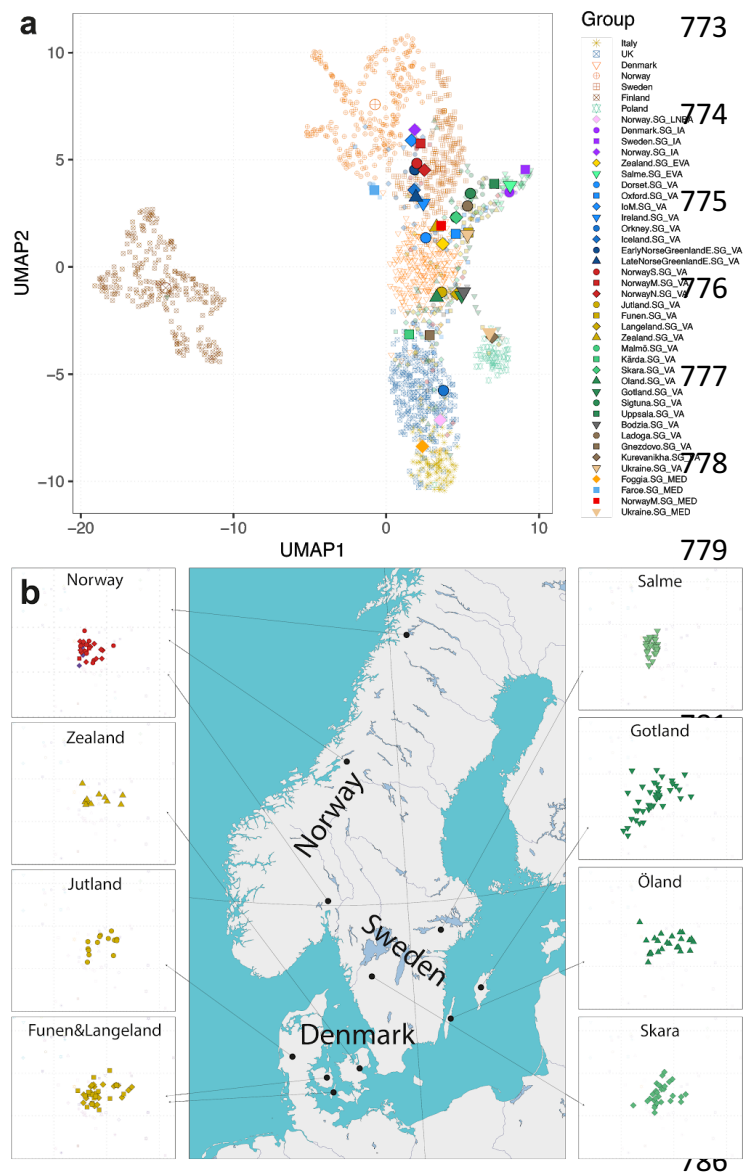 a
Group
773
Italy
UK
Denmark
Norway
Sweden
Finland
Poland
774
Norway.SG_LNBA
Denmark.SG_IA
Sweden.SG_IA
Norway.SG_IA
Zealand.SG_EVA
Salme.SG_EVA
Dorset.SG_VA
775
Oxford.SG_VA
IoM.SG_VA
Ireland.SG_VA
Orkney.SG_VA
Iceland.SG_VA
EarlyNorseGreenlandE.SG_VA
LateNorseGreenlandE.SG_VA
NorwayS.SG_VA
NorwayM.SG_VA
776
NorwayN.SG_VA
Jutland.SG_VA
Funen.SG_VA
Langeland.SG_VA
Zealand.SG_VA
Malmö.SG_VA
Kärda.SG_VA
Skara.SG_VA
777
Oland.SG_VA
Gotland.SG_VA
Sigtuna.SG_VA
Uppsala.SG_VA
Bodzia.SG_VA
Ladoga.SG_VA
Gnezdovo.SG_VA
Kurevanikha.SG_VA
778
Ukraine.SG_VA
Foggia.SG_MED
Faroe.SG_MED
NorwayM.SG_MED
Ukraine.SG_MED
10
5
0
−5
−10
UMAP2
−20
−10
0
10
UMAP1
779
b
Norway
Zealand
Jutland
Funen&Langeland
Norway
Sweden
Denmark
Salme
Gotland
Öland
Skara
786